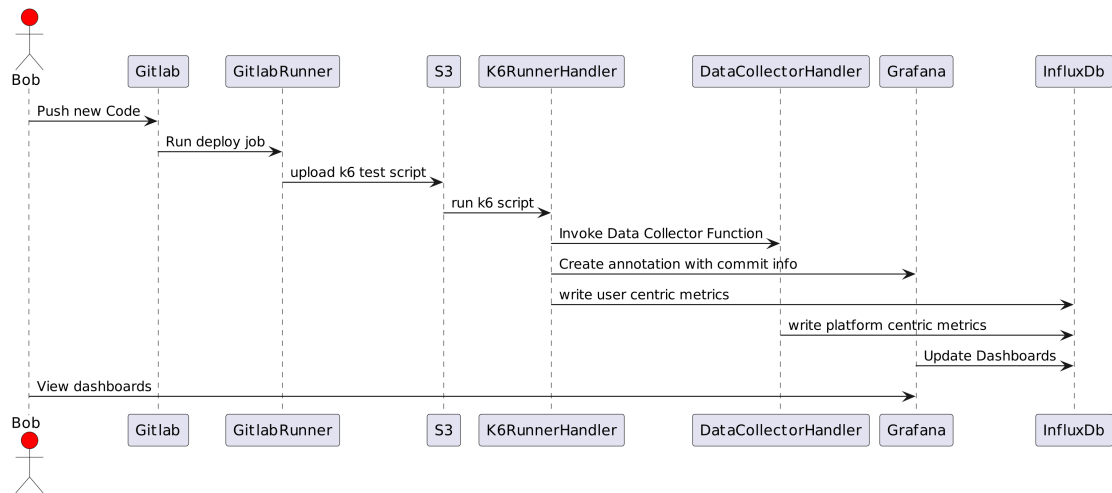 Bob
Gitlab
GitlabRunner
S3
K6RunnerHandler
DataCollectorHandler
Grafana
InfluxDb
Push new Code
Run deploy job
upload k6 test script
run k6 script
Invoke Data Collector Function
Create annotation with commit info
write user centric metrics
write platform centric metrics
Update Dashboards
View dashboards
Bob
Gitlab
GitlabRunner
S3
K6RunnerHandler
DataCollectorHandler
Grafana
InfluxDb